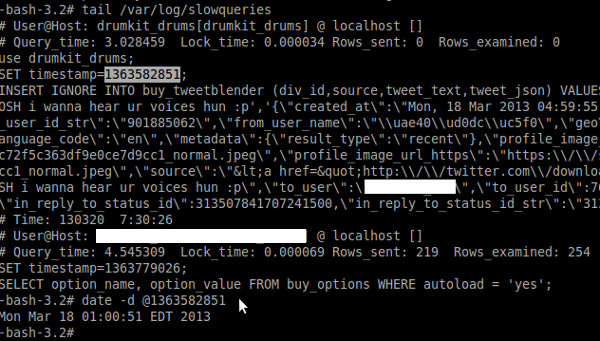 -bash-3.2# tail /var/log/slowqueries
# User@Host: drumkit_drums[drumkit_drums] @ localhost []
# Query_time: 3.028459  Lock_time: 0.000034 Rows_sent: 0  Rows_examined: 0
use drumkit_drums;
SET timestamp=1363582851;
INSERT IGNORE INTO buy_tweetblender (div_id,source,tweet_text,tweet_json) VALUES
OSH i wanna hear ur voices hun :p','{\"created_at\":\"Mon, 18 Mar 2013 04:59:55
_user_id_str\":\"901885062\",\"from_user_name\":\"\\uae40\\ud0dc\\uc5f0\",\"geo\
anguage_code\":\"en\",\"metadata\":{\"result_type\":\"recent\"},\"profile_image_
c72f5c363df9e0ce7d9cc1_normal.jpeg\",\"profile_image_url_https\":\"https:\\/\\/s
cc1_normal.jpeg\",\"source\":\"&lt;a href=&quot;http:\\/\\/twitter.com\\/downloa
SH i wanna hear ur voices hun :p\",\"to_user\":\ \",\"to_user_id\":70
\"in_reply_to_status_id\":313507841707241500,\"in_reply_to_status_id_str\":\"313
# Time: 130320  7:30:26
# User@Host: @ localhost []
# Query_time: 4.545309  Lock_time: 0.000069 Rows_sent: 219  Rows_examined: 254
SET timestamp=1363779026;
SELECT option_name, option_value FROM buy_options WHERE autoload = 'yes';
-bash-3.2# date -d @1363582851
Mon Mar 18 01:00:51 EDT 2013
-bash-3.2#